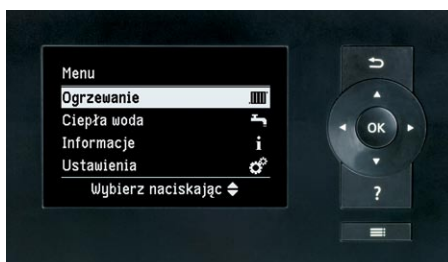 Menu
Ogrzewanie
Ciepła woda
Informacje
Ustawienia
Wybierz naciskając
OK
?